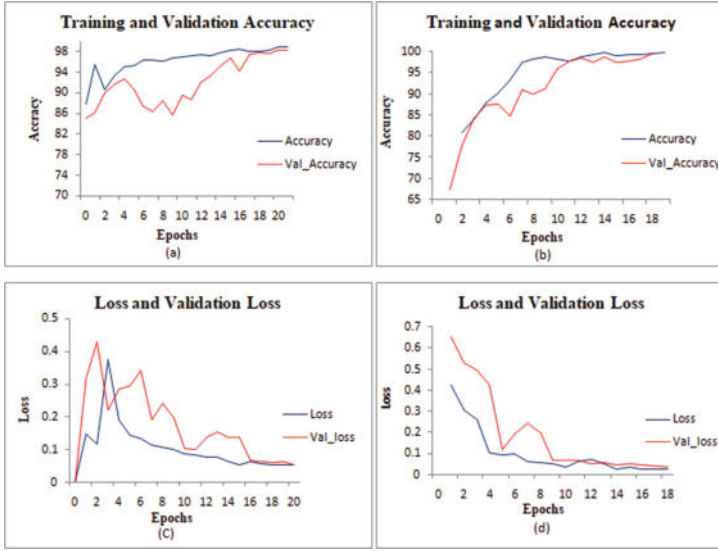 Training and Validation Accuracy
98
94
90
86
82
78
74
70
Accracy
Accuracy
Val_Accuracy
0 2 4 6 8 10 12 14 16 18 20
Epochs
(a)
Training and Validation Accuracy
100
95
90
85
80
75
70
65
Accracy
Accuracy
Val_Accuracy
0 2 4 6 8 10 12 14 16 18
Epochs
(b)
Loss and Validation Loss
0.5
0.4
0.3
0.2
0.1
0
Loss
Loss
Val_loss
0 2 4 6 8 10 12 14 16 18 20
Epochs
(C)
Loss and Validation Loss
0.7
0.6
0.5
0.4
0.3
0.2
0.1
0
Loss
Loss
Val_loss
0 2 4 6 8 10 12 14 16 18
Epochs
(d)